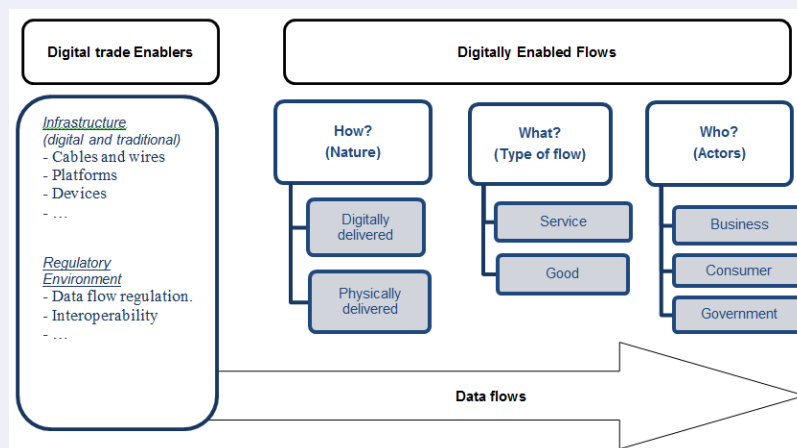 Digital trade Enablers
Digitally Enabled Flows
Infrastructure
(digital and traditional)
- Cables and wires
- Platforms
- Devices
- ...
Regulatory
Environment
- Data flow regulation.
- Interoperability
- ...
How?
(Nature)
Digitally
delivered
Physically
delivered
What?
(Type of flow)
Service
Good
Who?
(Actors)
Business
Consumer
Government
Data flows